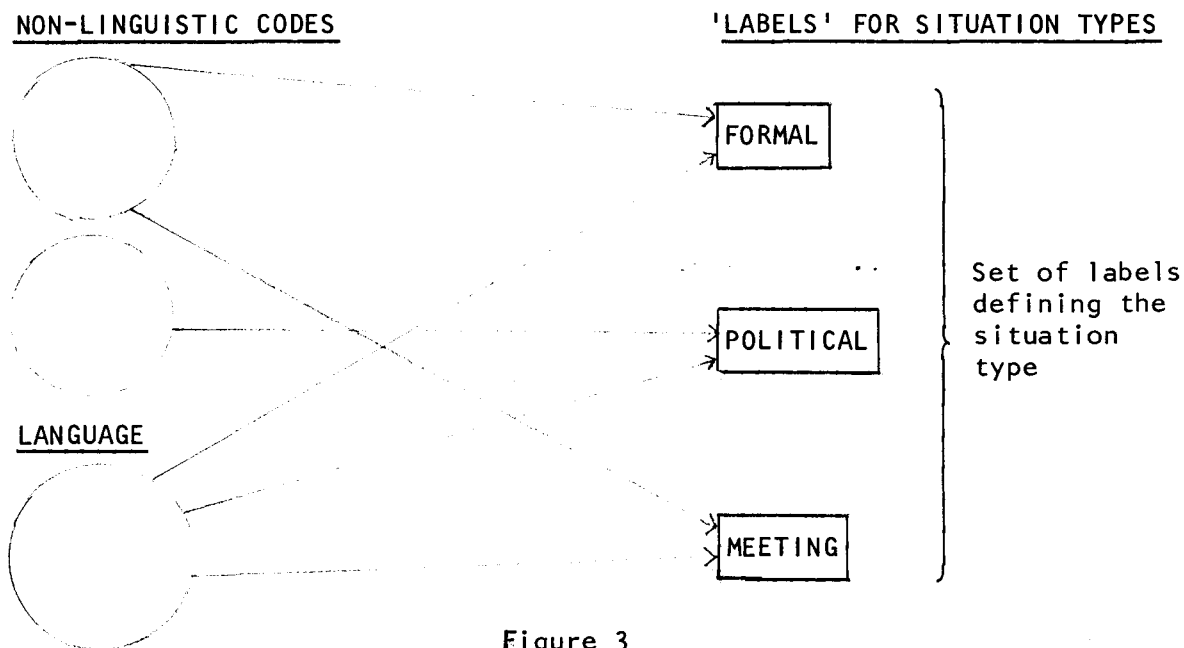 NON-LINGUISTIC CODES
'LABELS' FOR SITUATION TYPES
FORMAL
POLITICAL
Set of labels
defining the
situation
type
LANGUAGE
MEETING
Figure 3